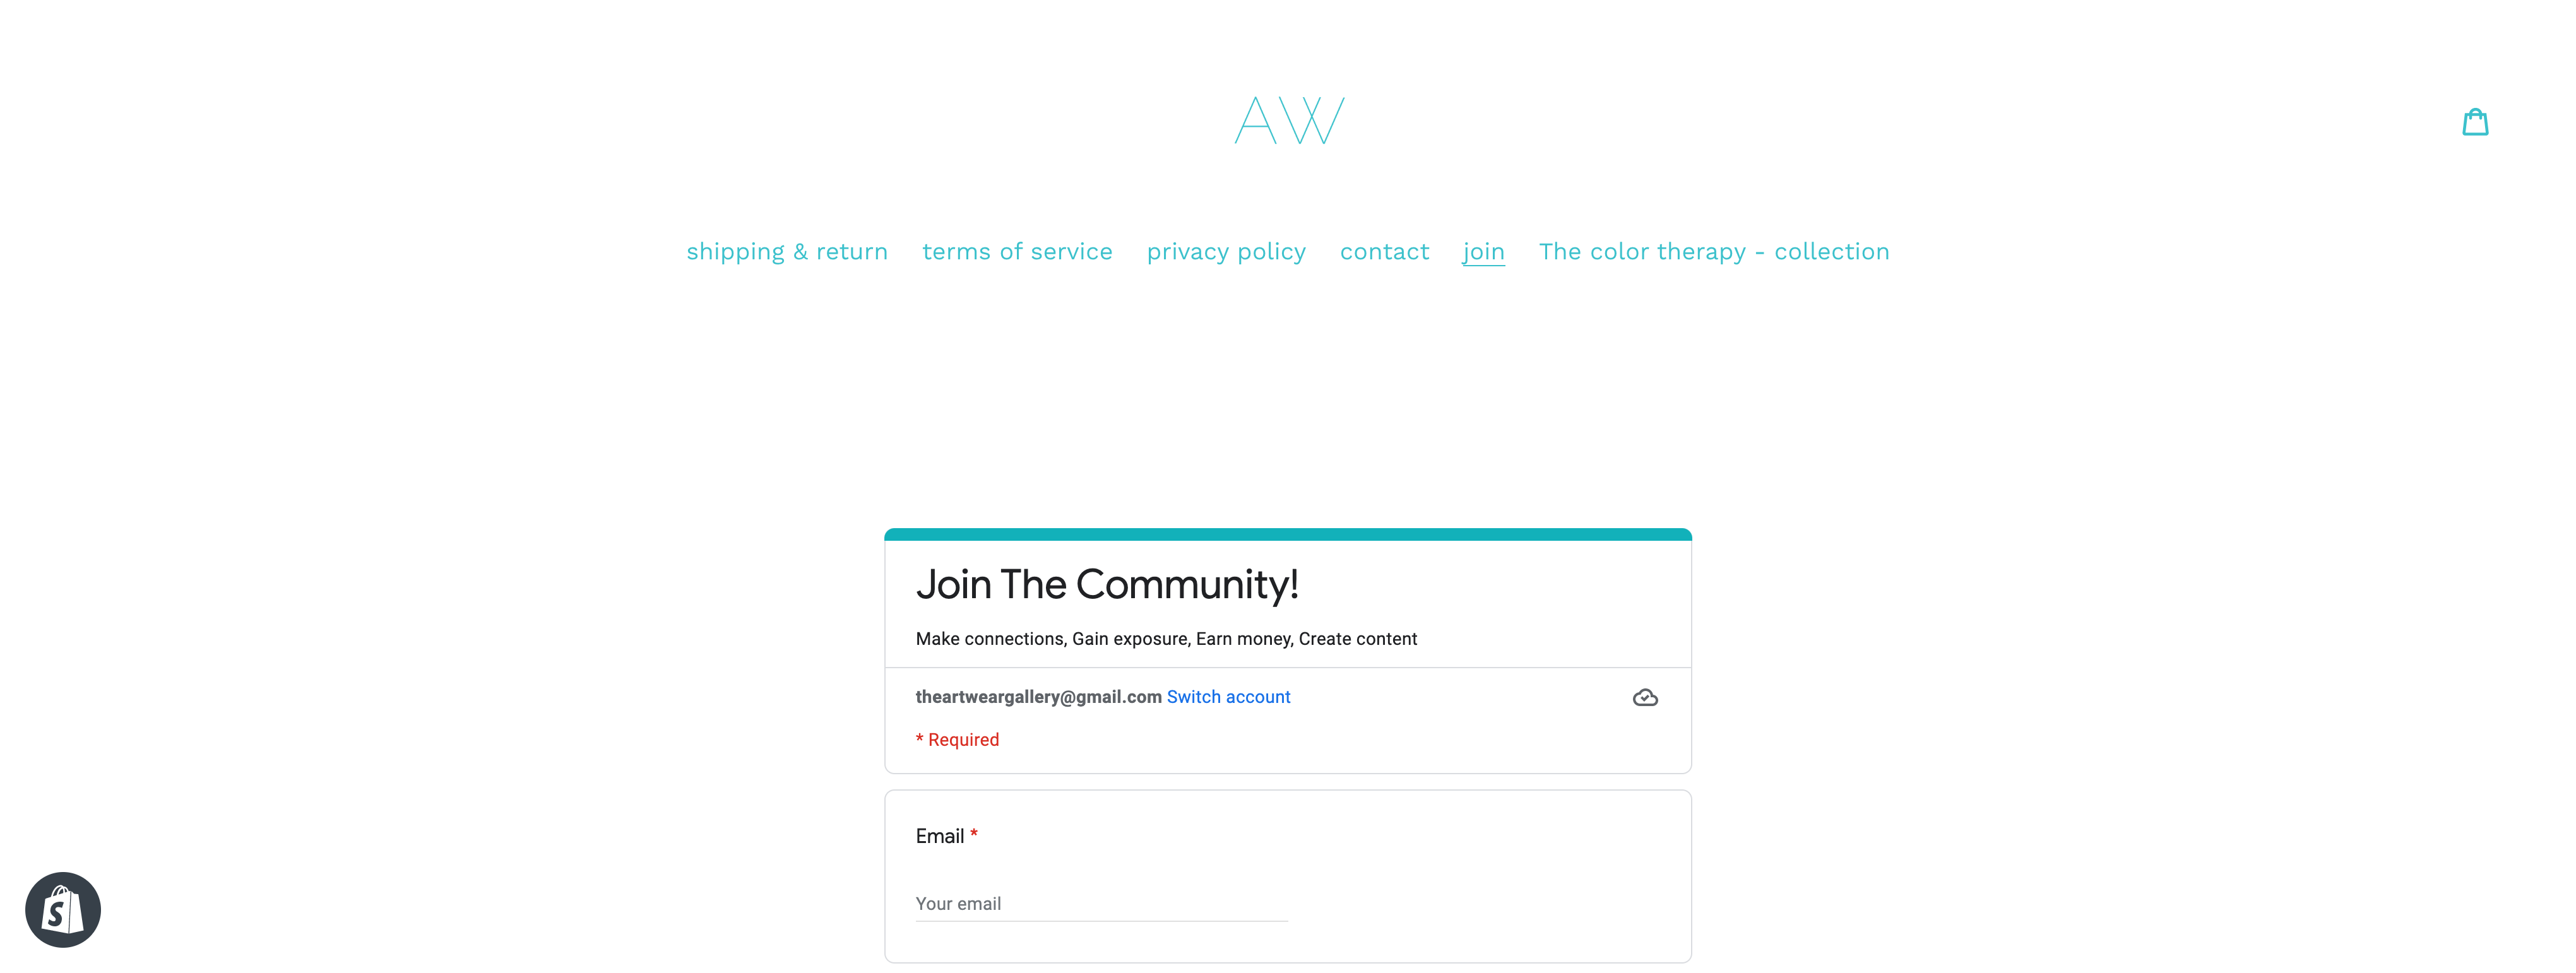 AW
shipping & return terms of service privacy policy contact join The color therapy - collection
Join The Community!
Make connections, Gain exposure, Earn money, Create content
theartweargallery@gmail.com Switch account
* Required
Email *
Your email
S